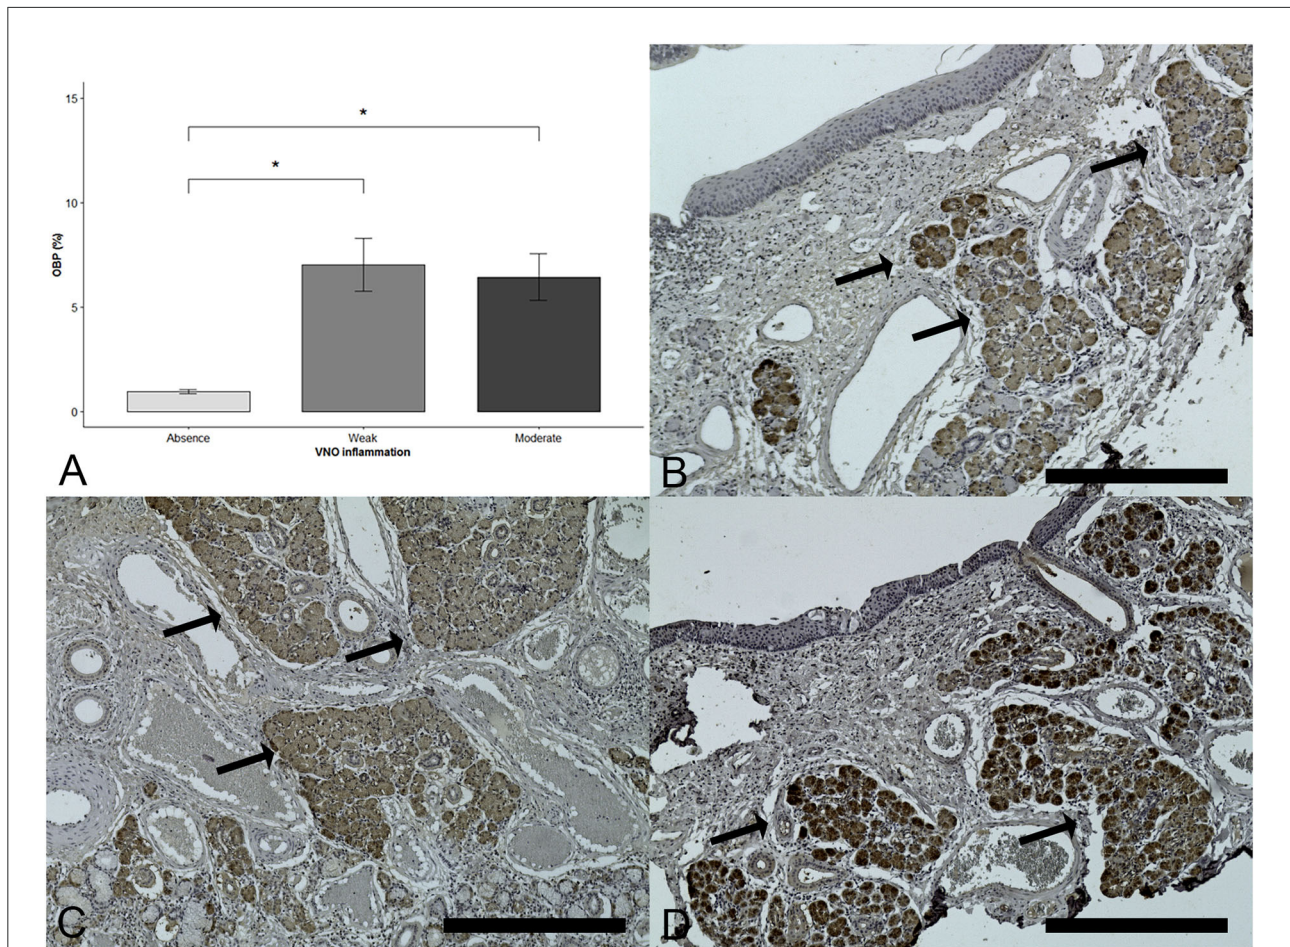 15
*
*
10
OBP (%)
5
0
Absence Weak Moderate
VNO inflammation
A
B
C
D